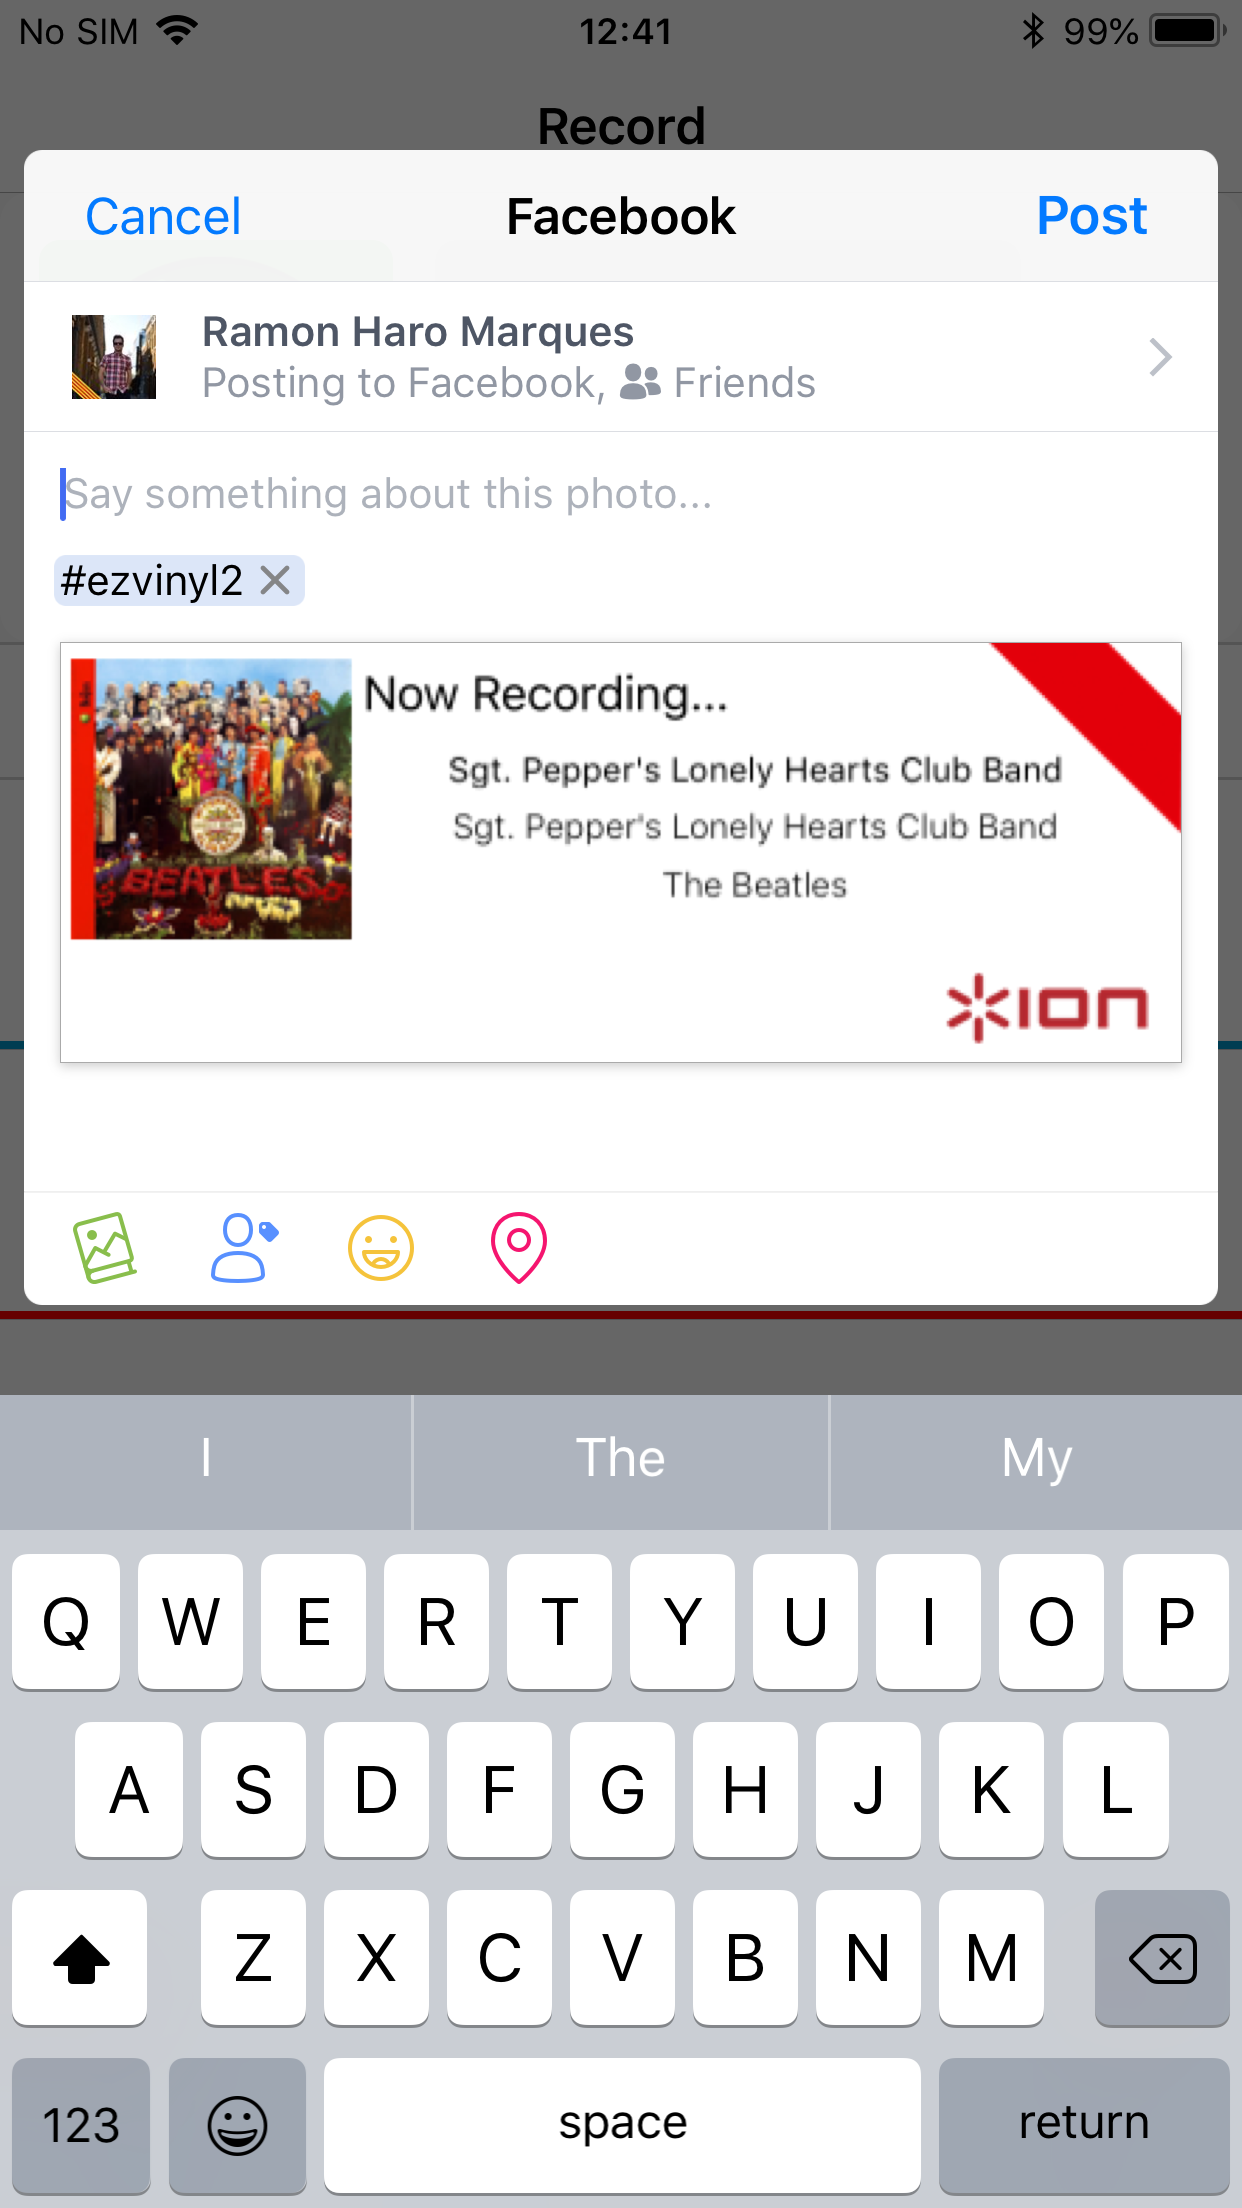 No SIM 12:41 99%
Record
Cancel Facebook Post
Ramon Haro Marques
Posting to Facebook, Friends
Say something about this photo...
#ezvinyl2
Now Recording...
Sgt. Pepper's Lonely Hearts Club Band
Sgt. Pepper's Lonely Hearts Club Band
The Beatles
BEATLES
ion
I The My
Q W E R T Y U I O P
A S D F G H J K L
Z X C V B N M
123 space return